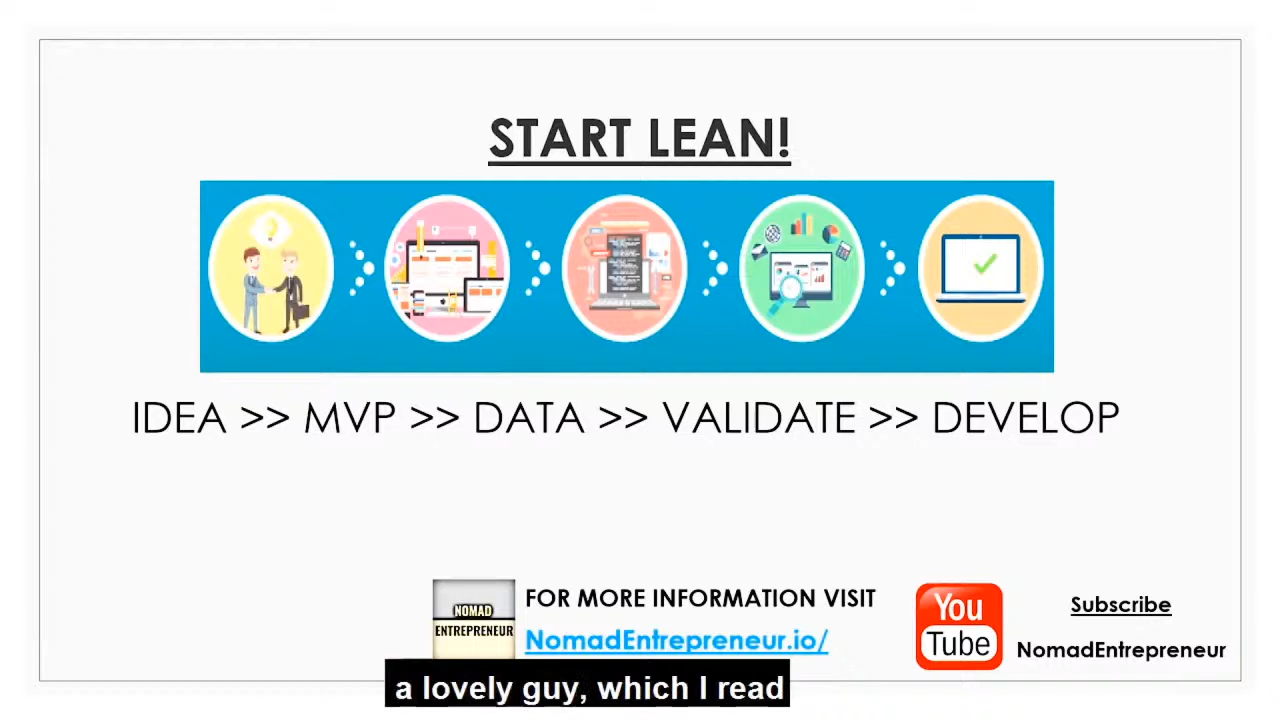 START LEAN!
IDEA >> MVP >> DATA >> VALIDATE >> DEVELOP
NOMAD
ENTREPRENEUR
FOR MORE INFORMATION VISIT
NomadEntrepreneur.io/
You
Tube
Subscribe
NomadEntrepreneur
a lovely guy, which I read